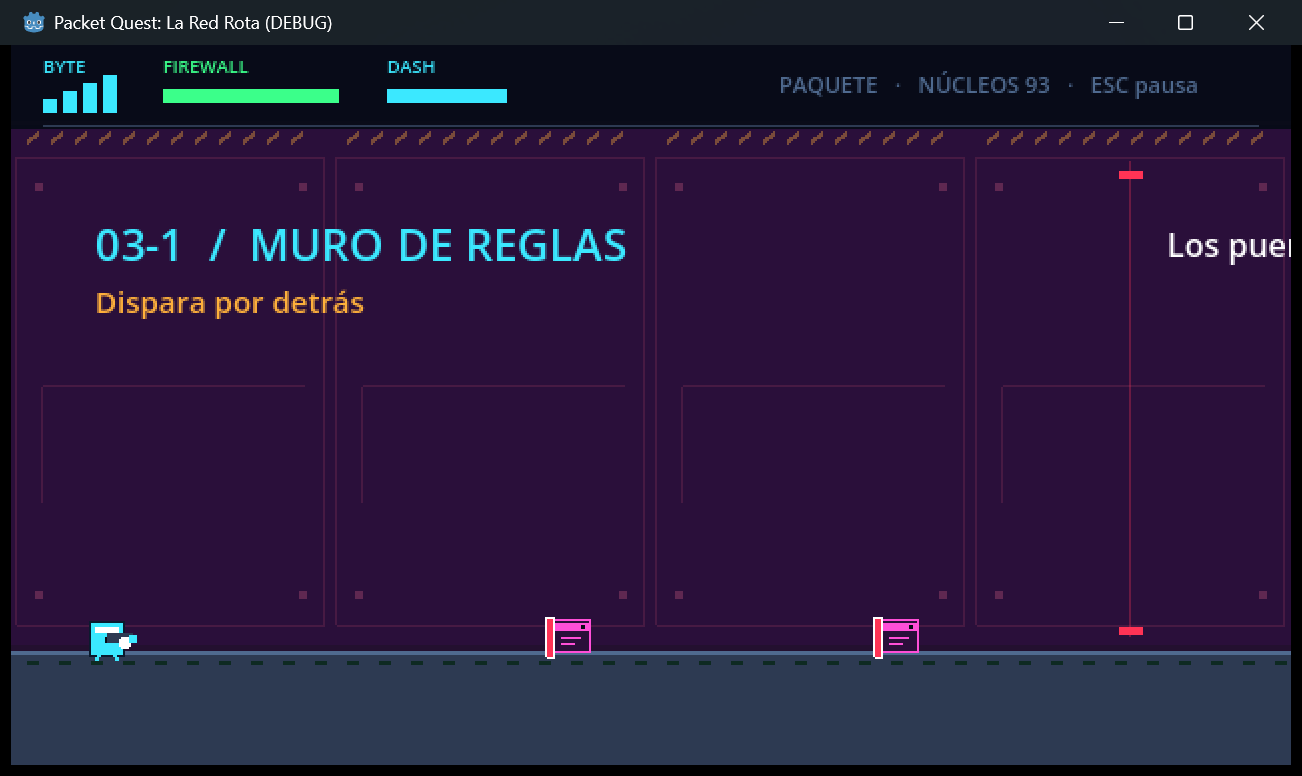 Packet Quest: La Red Rota (DEBUG)
BYTE FIREWALL DASH
PAQUETE · NÚCLEOS 93 · ESC pausa
03-1 / MURO DE REGLAS
Los
Dispara por detrás